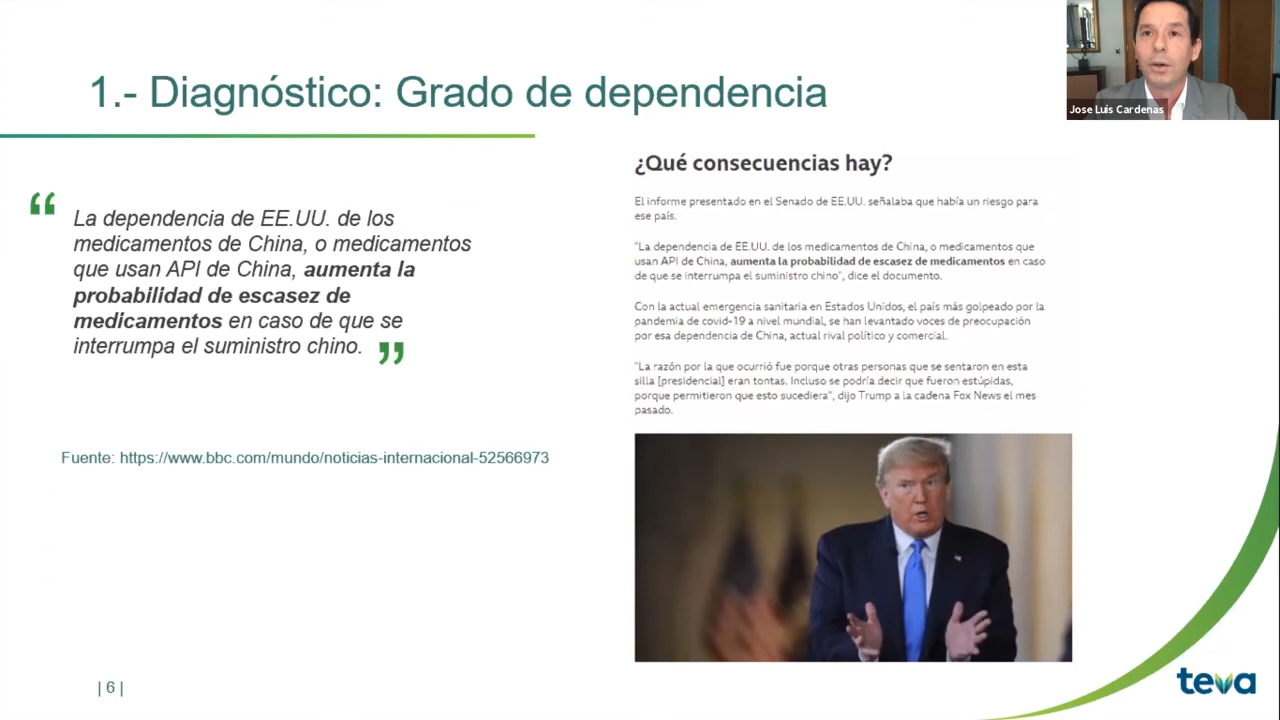 1.- Diagnóstico: Grado de dependencia
Jose Luis Cardenas
“
La dependencia de EE.UU. de los
medicamentos de China, o medicamentos
que usan API de China, aumenta la
probabilidad de escasez de
medicamentos en caso de que se
interrumpa el suministro chino. ”
Fuente: https://www.bbc.com/mundo/noticias-internacional-52566973
¿Qué consecuencias hay?
El informe presentado en el Senado de EE.UU. señalaba que había un riesgo para
ese país.
"La dependencia de EE.UU. de los medicamentos de China, o medicamentos que
usan API de China, aumenta la probabilidad de escasez de medicamentos en caso
de que se interrumpa el suministro chino", dice el documento.
Con la actual emergencia sanitaria en Estados Unidos, el país más golpeado por la
pandemia de covid-19 a nivel mundial, se han levantado voces de preocupación
por esa dependencia de China, actual rival político y comercial.
"La razón por la que ocurrió fue porque otras personas que se sentaron en esta
silla [presidencial] eran tontas. Incluso se podría decir que fueron estúpidas,
porque permitieron que esto sucediera", dijo Trump a la cadena Fox News el mes
pasado.
| 6 |
teva